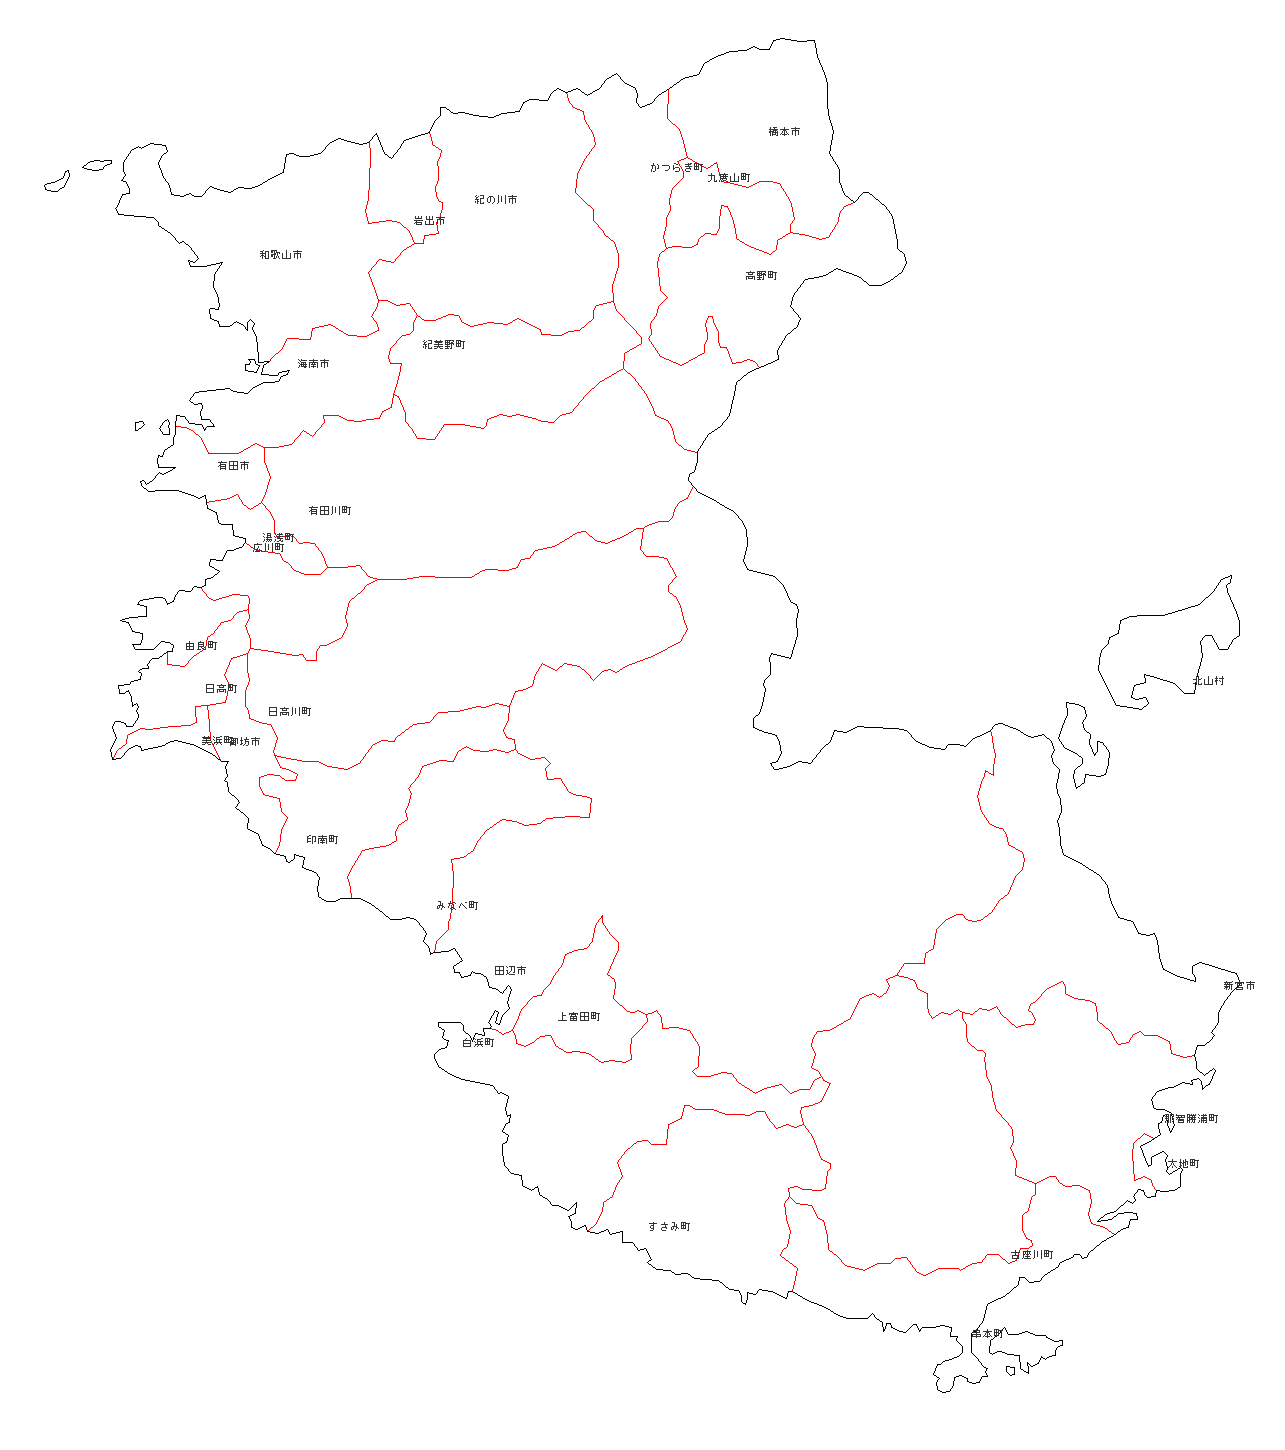 橋本市
かつらぎ町
九度山町
紀の川市
岩出市
和歌山市
高野町
紀美野町
海南市
有田市
有田川町
湯浅町
広川町
由良町
北山村
日高町
日高川町
美浜町
御坊市
印南町
みなべ町
田辺市
新宮市
上富田町
白浜町
那智勝浦町
太地町
すさみ町
古座川町
串本町